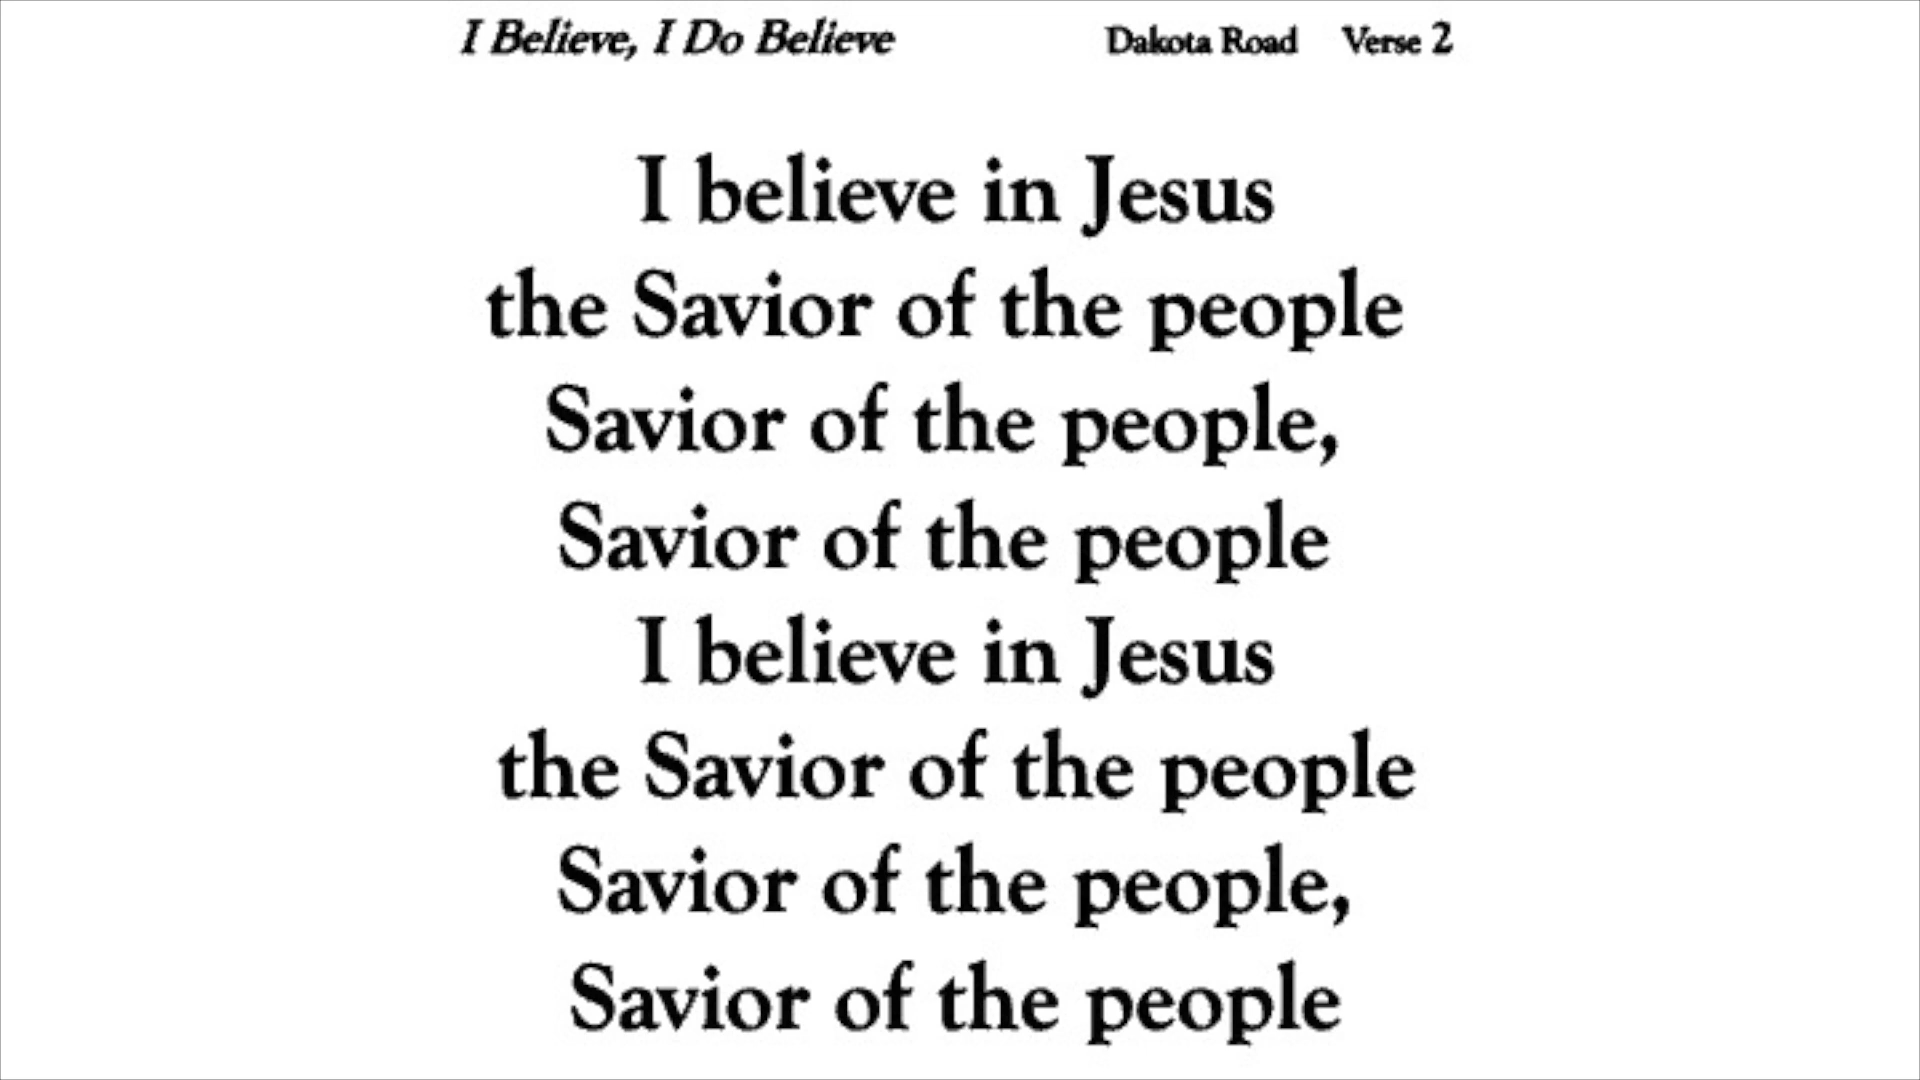 I Believe, I Do Believe Dakota Road Verse 2
I believe in Jesus
the Savior of the people
Savior of the people,
Savior of the people
I believe in Jesus
the Savior of the people
Savior of the people,
Savior of the people